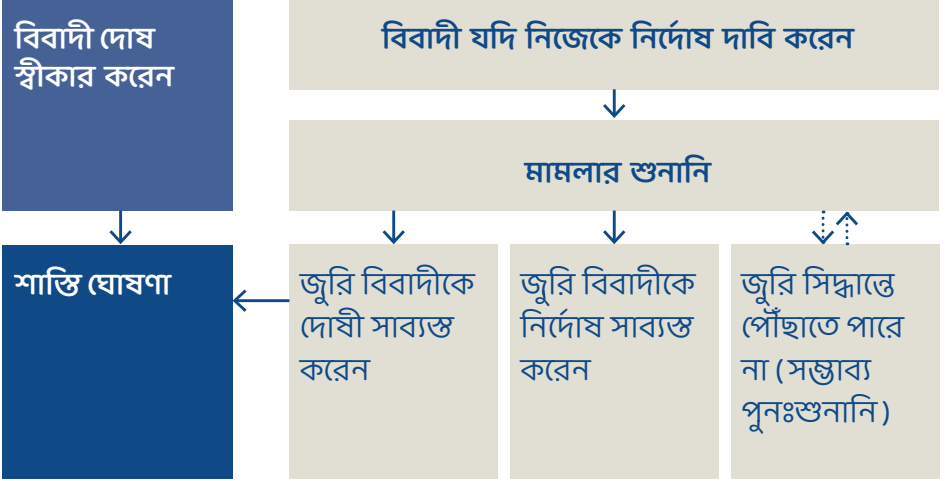 বিবাদী দোষ
স্বীকার করেন
বিবাদী যদি নিজেকে নির্দোষ দাবি করেন
মামলার শুনানি
শাস্তি ঘোষণা
জুরি বিবাদীকে
দোষী সাব্যস্ত
করেন
জুরি বিবাদীকে
নির্দোষ সাব্যস্ত
করেন
জুরি সিদ্ধান্তে
পৌঁছাতে পারে
না (সম্ভাব্য
পুনঃশুনানি)